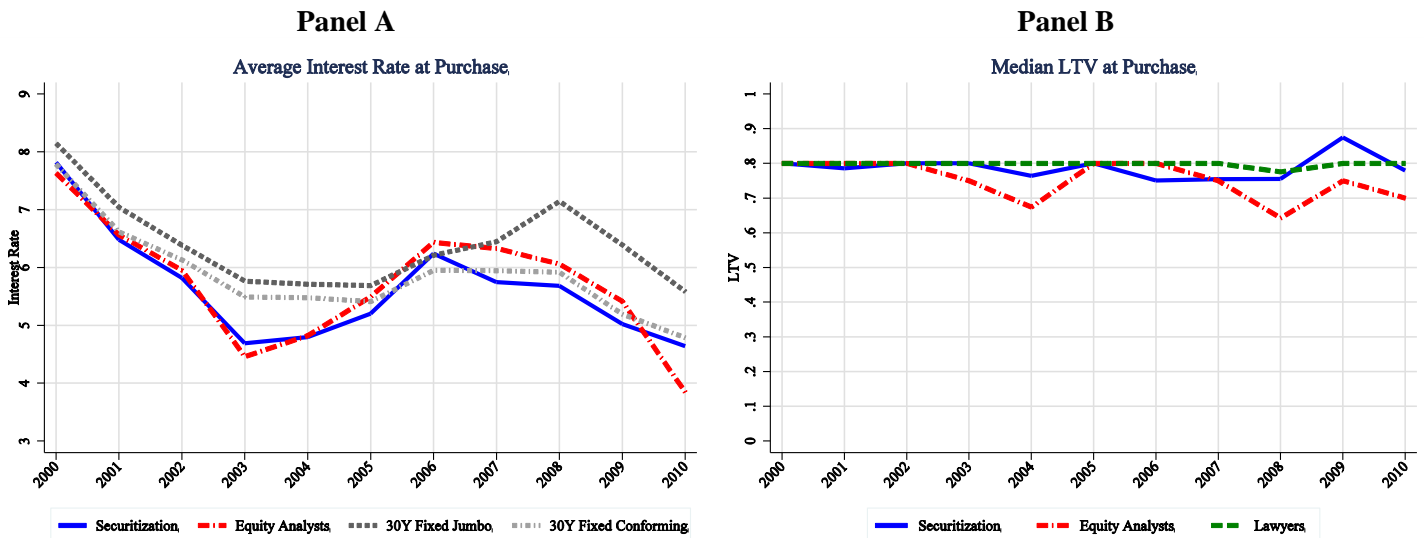 Panel A
Average Interest Rate at Purchase
Interest Rate
9
8
7
6
5
4
3
2000 2001 2002 2003 2004 2005 2006 2007 2008 2009 2010
Securitization Equity Analysts 30Y Fixed Jumbo 30Y Fixed Conforming
Panel B
Median LTV at Purchase
LTV
1
.9
.8
.7
.6
.5
.4
.3
.2
.1
0
2000 2001 2002 2003 2004 2005 2006 2007 2008 2009 2010
Securitization Equity Analysts Lawyers